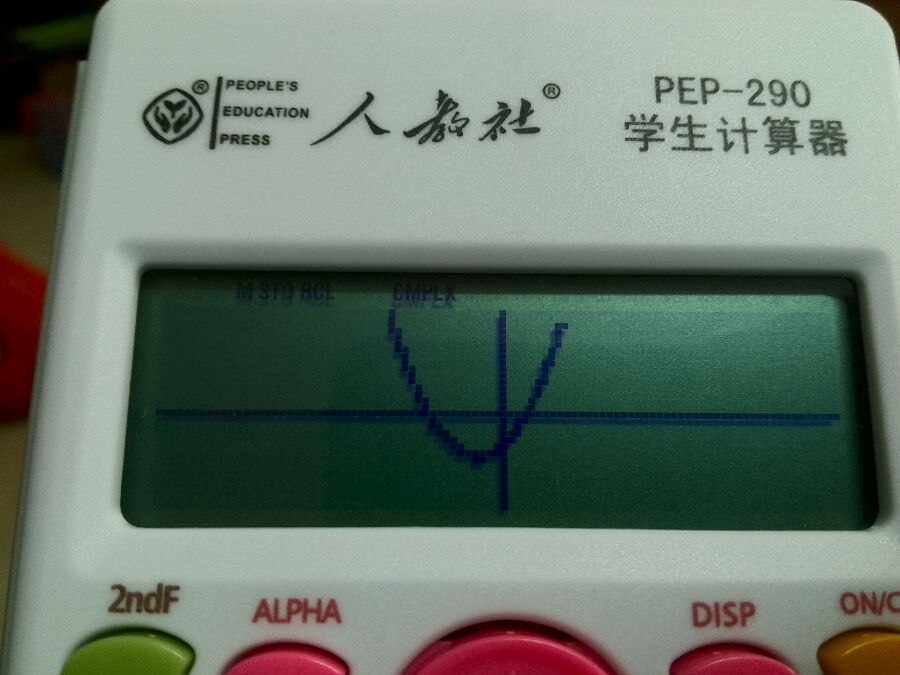 PEOPLE'S
EDUCATION
PRESS
®
人教社®
PEP-290
学生计算器
M STO RCL CMPLX
2ndF
ALPHA
DISP
ON/C